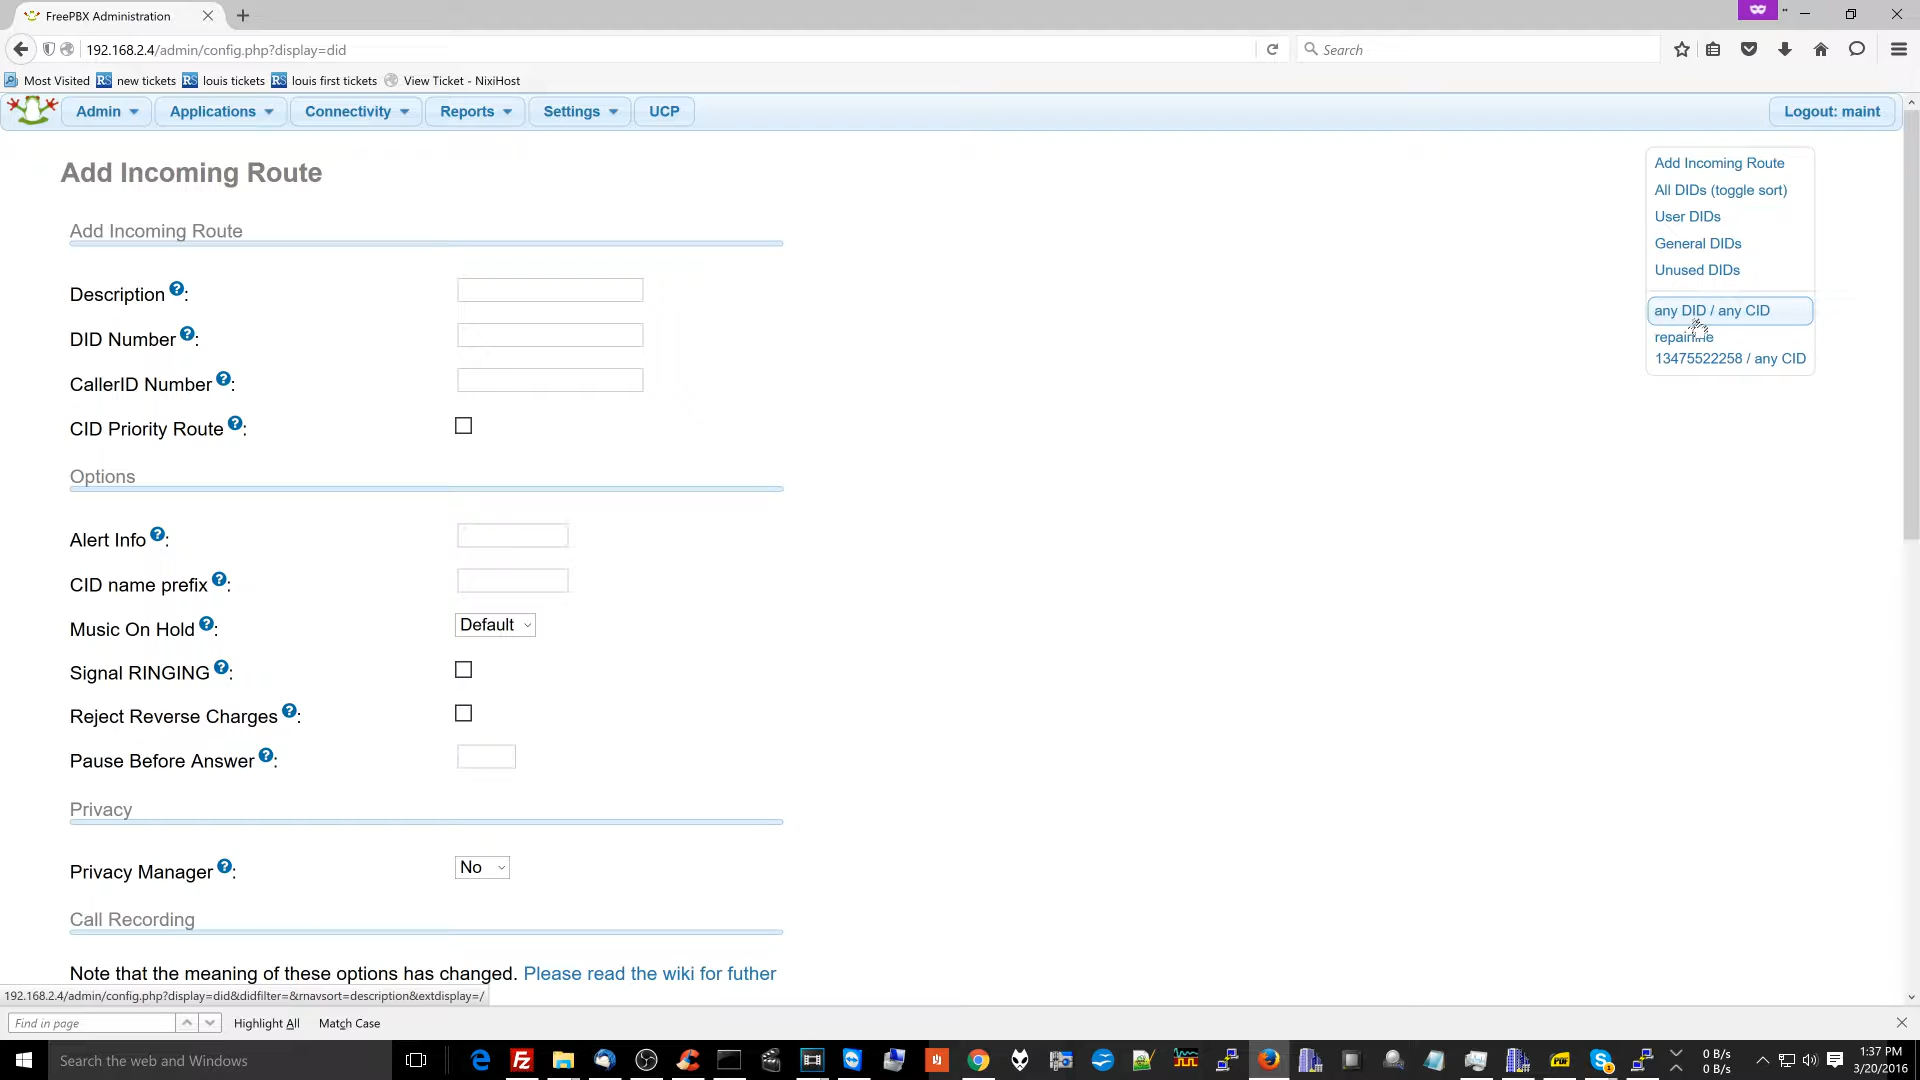 FreePBX Administration
192.168.2.4/admin/config.php?display=did
Search
Most Visited new tickets louis tickets louis first tickets View Ticket - NixiHost
Admin Applications Connectivity Reports Settings UCP Logout: maint
Add Incoming Route
Add Incoming Route
Description ?:
DID Number ?:
CallerID Number ?:
CID Priority Route ?:
Options
Alert Info ?:
CID name prefix ?:
Music On Hold ?: Default
Signal RINGING ?:
Reject Reverse Charges ?:
Pause Before Answer ?:
Privacy
Privacy Manager ?: No
Call Recording
Note that the meaning of these options has changed. Please read the wiki for futher
Add Incoming Route
All DIDs (toggle sort)
User DIDs
General DIDs
Unused DIDs
any DID / any CID
13475522258 / any CID
192.168.2.4/admin/config.php?display=did&didfilter=&rnavsort=description&extdisplay=/
Find in page Highlight All Match Case
Search the web and Windows
0 B/s
0 B/s
1:37 PM
3/20/2016